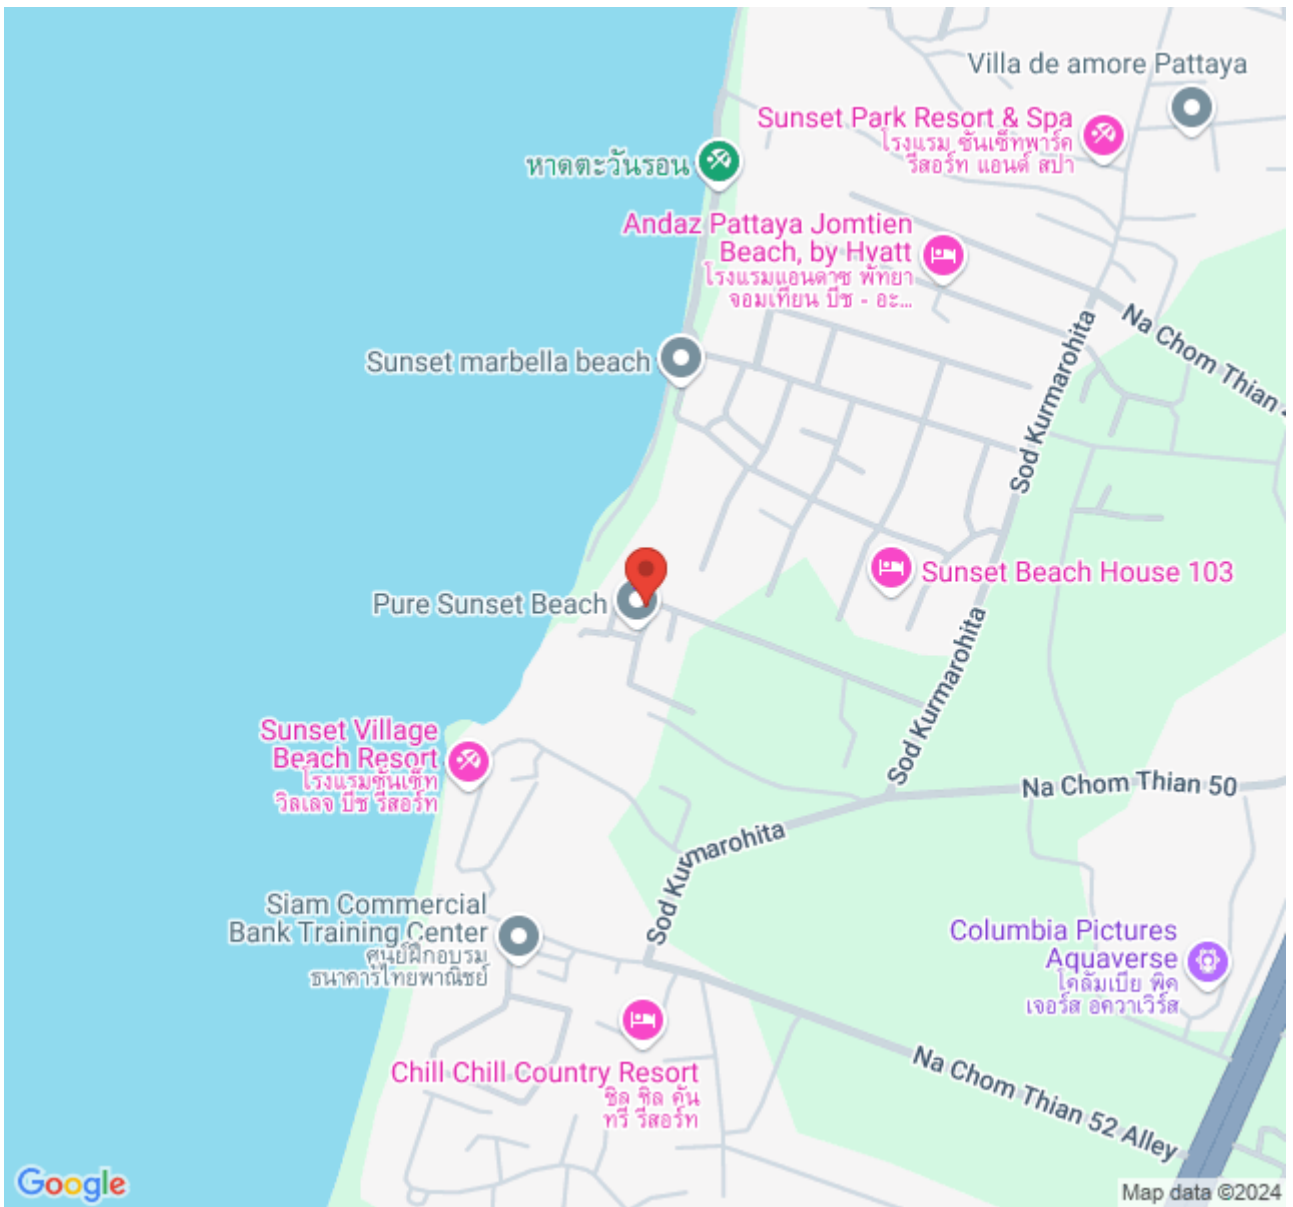 Villa de amore Pattaya
Sunset Park Resort & Spa
โรงแรม ซันเซ็ทพาร์ค
รีสอร์ท แอนด์ สปา
หาดตะวันรอน
Andaz Pattaya Jomtien
Beach, by Hyatt
โรงแรมแอนดาซ พัทยา
จอมเทียน บีช - อะ...
Na Chom Thian 4
Sunset marbella beach
Sod Kurmarohita
Sunset Beach House 103
Pure Sunset Beach
Sod Kurmarohita
Sunset Village
Beach Resort
โรงแรมซันเซ็ท
วิลเลจ บีช รีสอร์ท
Na Chom Thian 50
Sod Kurmarohita
Siam Commercial
Bank Training Center
ศูนย์ฝึกอบรม
ธนาคารไทยพาณิชย์
Columbia Pictures
Aquaverse
โคลัมเบีย พิค
เจอร์ส อควาเวิร์ส
Chill Chill Country Resort
ชิล ชิล คัน
ทรี รีสอร์ท
Na Chom Thian 52 Alley
Google
Map data ©2024